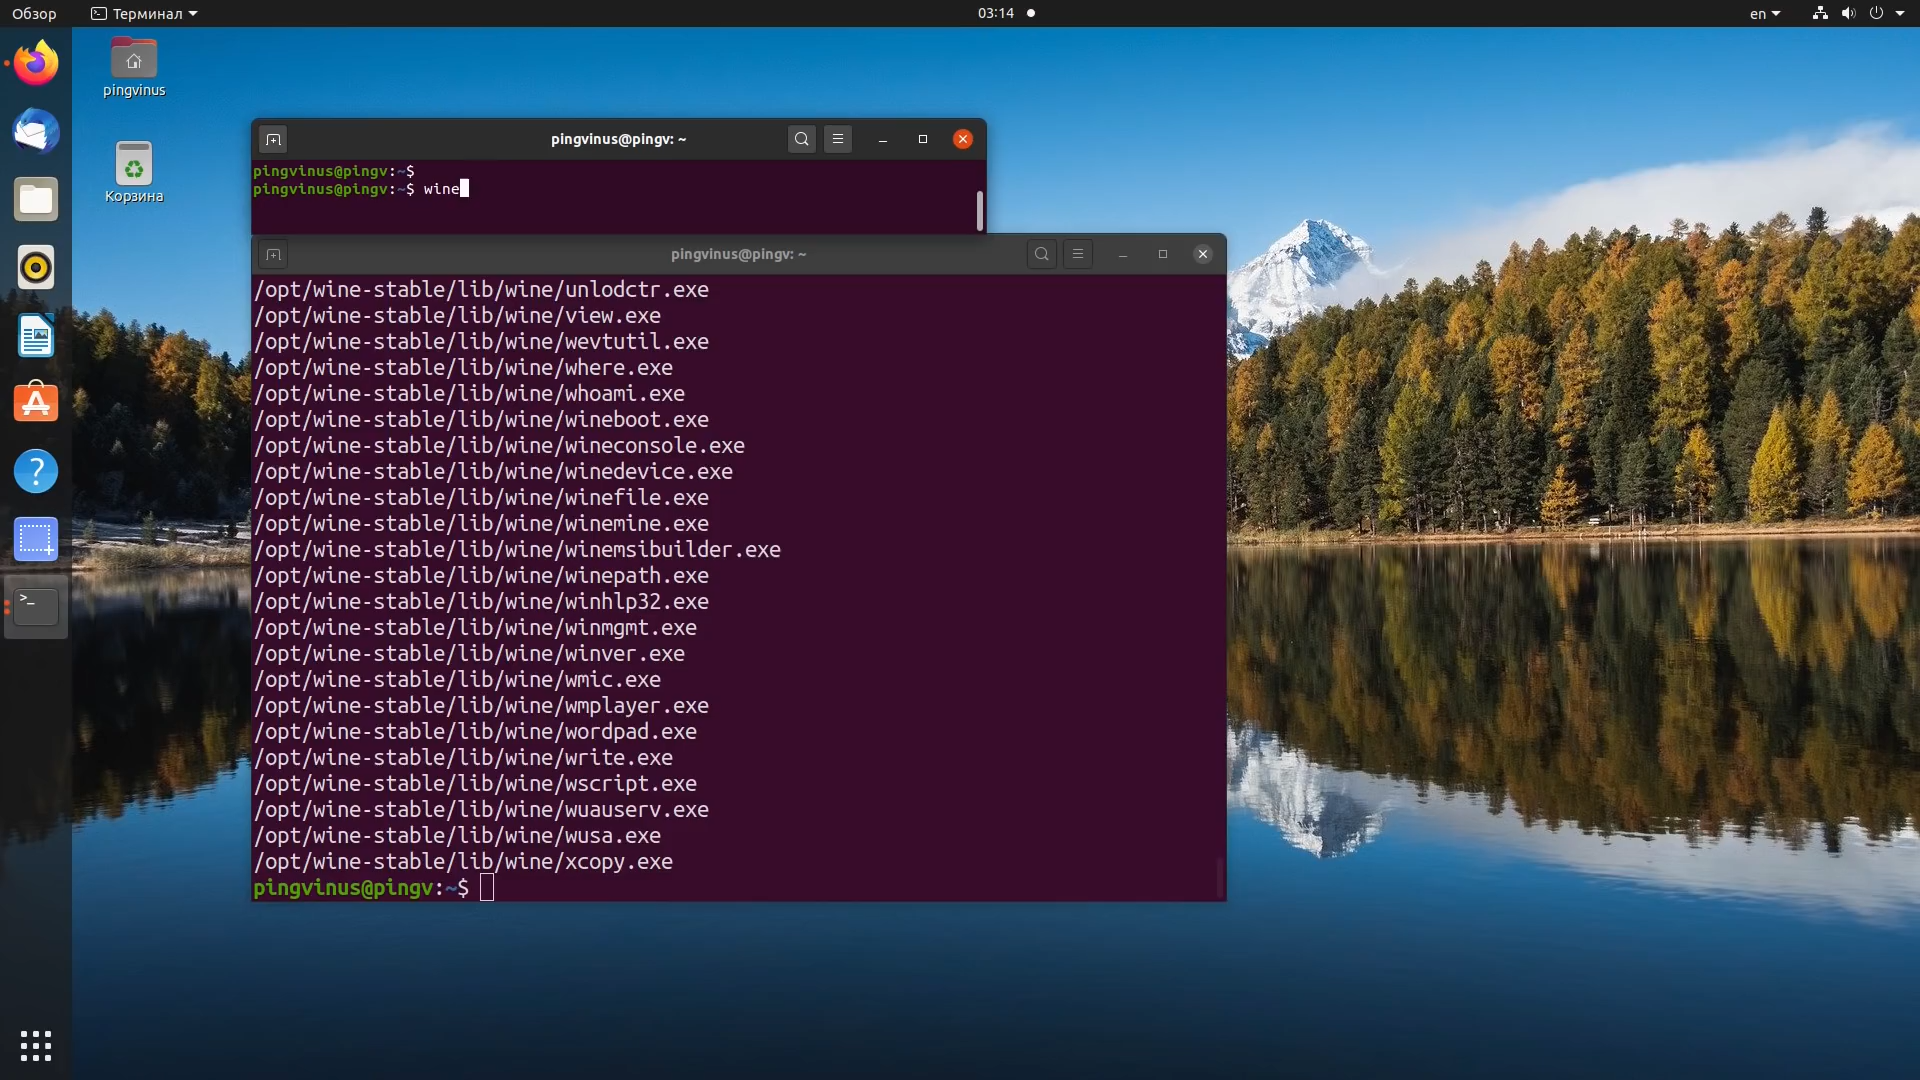 Обзор
Терминал
03:14
en
pingvinus
Корзина
pingvinus@pingv: ~
pingvinus@pingv:~$
pingvinus@pingv:~$ wine
pingvinus@pingv: ~
/opt/wine-stable/lib/wine/unlodctr.exe
/opt/wine-stable/lib/wine/view.exe
/opt/wine-stable/lib/wine/wevtutil.exe
/opt/wine-stable/lib/wine/where.exe
/opt/wine-stable/lib/wine/whoami.exe
/opt/wine-stable/lib/wine/wineboot.exe
/opt/wine-stable/lib/wine/wineconsole.exe
/opt/wine-stable/lib/wine/winedevice.exe
/opt/wine-stable/lib/wine/winefile.exe
/opt/wine-stable/lib/wine/winemine.exe
/opt/wine-stable/lib/wine/winemsibuilder.exe
/opt/wine-stable/lib/wine/winepath.exe
/opt/wine-stable/lib/wine/winhlp32.exe
/opt/wine-stable/lib/wine/winmgmt.exe
/opt/wine-stable/lib/wine/winver.exe
/opt/wine-stable/lib/wine/wmic.exe
/opt/wine-stable/lib/wine/wmplayer.exe
/opt/wine-stable/lib/wine/wordpad.exe
/opt/wine-stable/lib/wine/write.exe
/opt/wine-stable/lib/wine/wscript.exe
/opt/wine-stable/lib/wine/wuauserv.exe
/opt/wine-stable/lib/wine/wusa.exe
/opt/wine-stable/lib/wine/xcopy.exe
pingvinus@pingv:~$